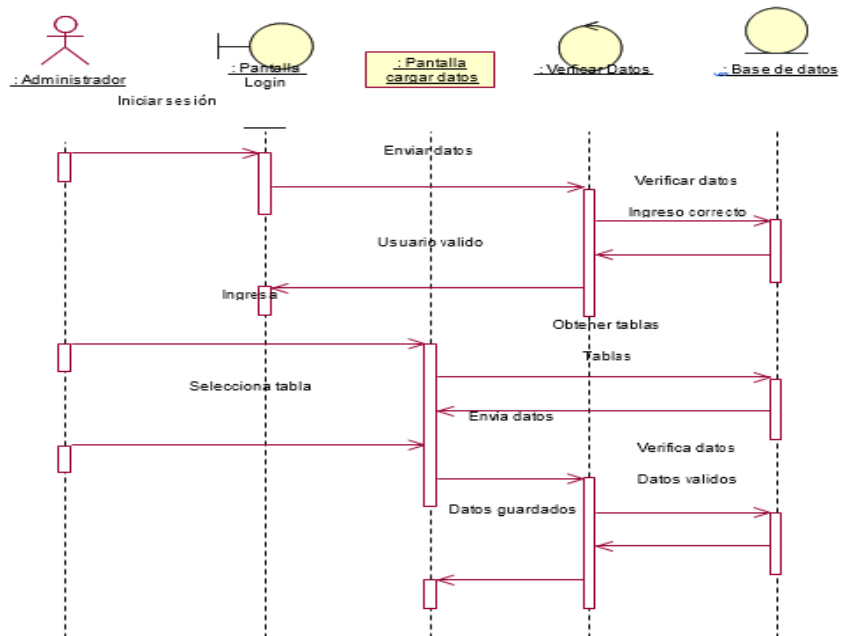 : Administrador
: Pantalla
Login
: Pantalla
cargar datos
: Verificar Datos
: Base de datos
Iniciar sesión
Enviar datos
Verificar datos
Ingreso correcto
Usuario valido
Ingresa
Obtener tablas
Tablas
Selecciona tabla
Envia datos
Verifica datos
Datos validos
Datos guardados